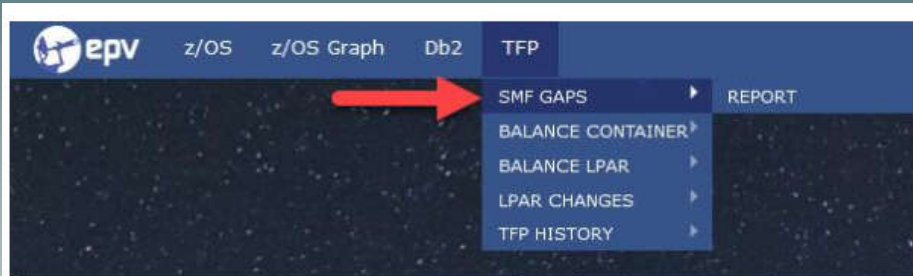 epv z/OS z/OS Graph Db2 TFP
SMF GAPS REPORT
BALANCE CONTAINER
BALANCE LPAR
LPAR CHANGES
TFP HISTORY